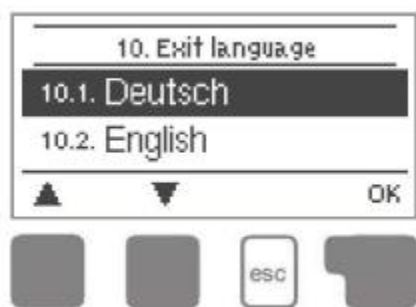 10. Exit language
10.1. Deutsch
10.2. English
▲ ▼ OK
esc